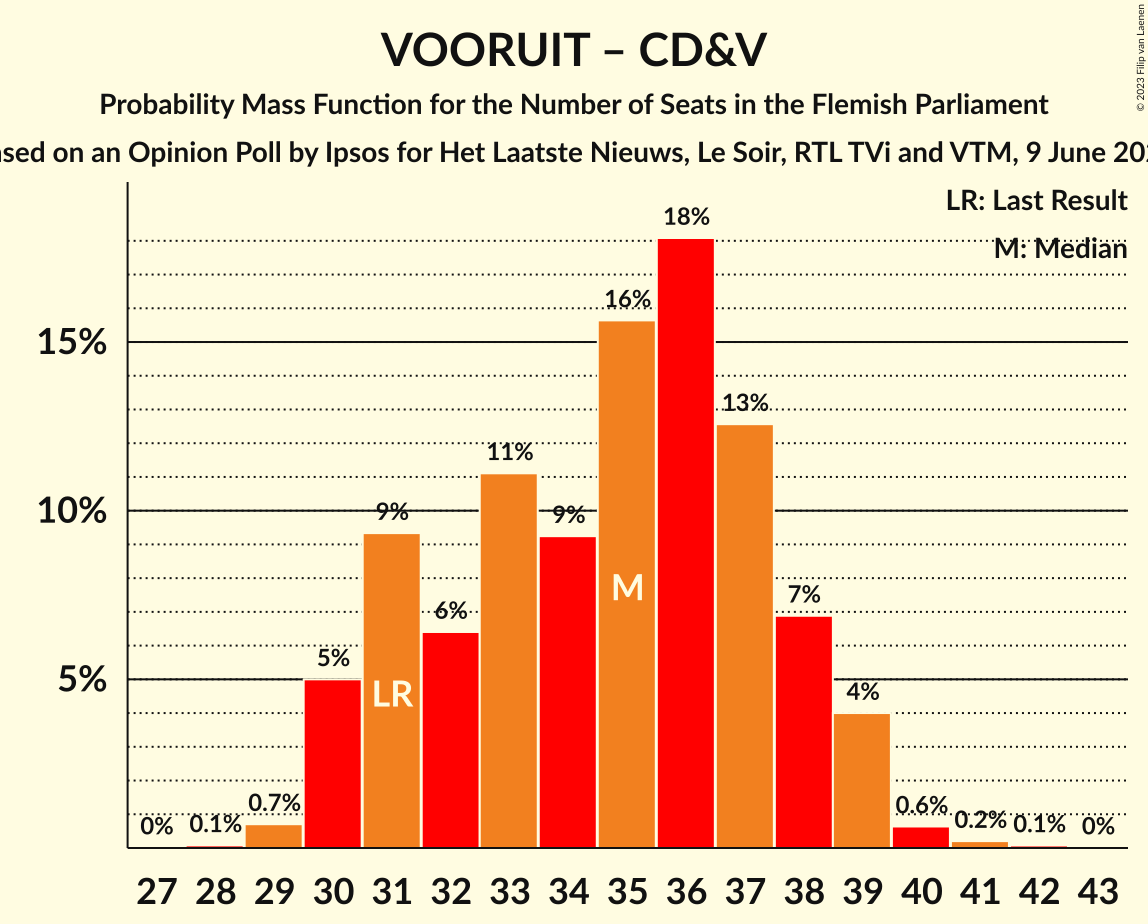 VOORUIT – CD&V
Probability Mass Function for the Number of Seats in the Flemish Parliament
on an Opinion Poll by Ipsos for Het Laatste Nieuws, Le Soir, RTL TVi and VTM, 9 June
© 2023 Filip van Laenen
LR: Last Result
M: Median
18%
16%
15%
13%
11%
10%
9%
9%
M
7%
6%
5%
5%
LR
4%
0%
0.1%
0.7%
0.6%
0.2%
0.1%
0%
27 28 29 30 31 32 33 34 35 36 37 38 39 40 41 42 43